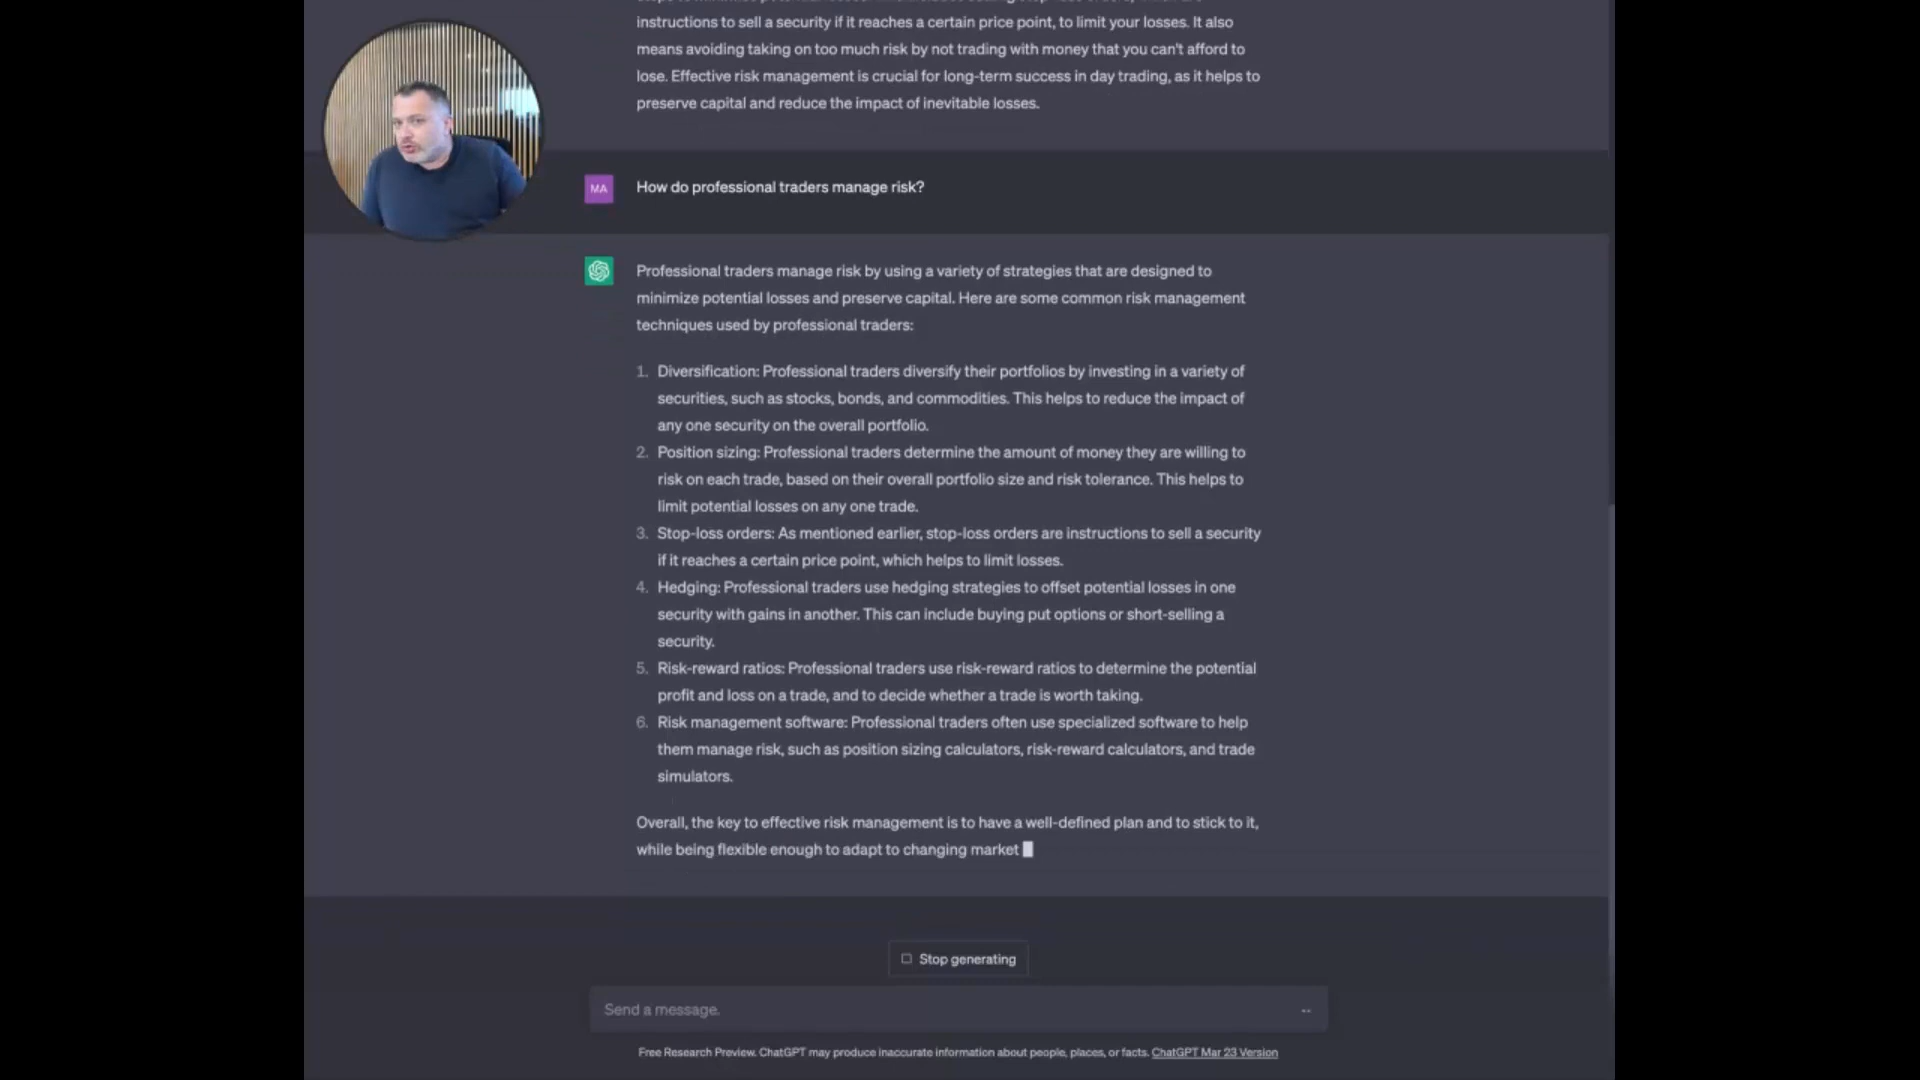 instructions to sell a security if it reaches a certain price point, to limit your losses. It also
means avoiding taking on too much risk by not trading with money that you can't afford to
lose. Effective risk management is crucial for long-term success in day trading, as it helps to
preserve capital and reduce the impact of inevitable losses.
MA
How do professional traders manage risk?
Professional traders manage risk by using a variety of strategies that are designed to
minimize potential losses and preserve capital. Here are some common risk management
techniques used by professional traders:
1. Diversification: Professional traders diversify their portfolios by investing in a variety of
securities, such as stocks, bonds, and commodities. This helps to reduce the impact of
any one security on the overall portfolio.
2. Position sizing: Professional traders determine the amount of money they are willing to
risk on each trade, based on their overall portfolio size and risk tolerance. This helps to
limit potential losses on any one trade.
3. Stop-loss orders: As mentioned earlier, stop-loss orders are instructions to sell a security
if it reaches a certain price point, which helps to limit losses.
4. Hedging: Professional traders use hedging strategies to offset potential losses in one
security with gains in another. This can include buying put options or short-selling a
security.
5. Risk-reward ratios: Professional traders use risk-reward ratios to determine the potential
profit and loss on a trade, and to decide whether a trade is worth taking.
6. Risk management software: Professional traders often use specialized software to help
them manage risk, such as position sizing calculators, risk-reward calculators, and trade
simulators.
Overall, the key to effective risk management is to have a well-defined plan and to stick to it,
while being flexible enough to adapt to changing market
Stop generating
Send a message.
Free Research Preview. ChatGPT may produce inaccurate information about people, places, or facts. ChatGPT Mar 23 Version